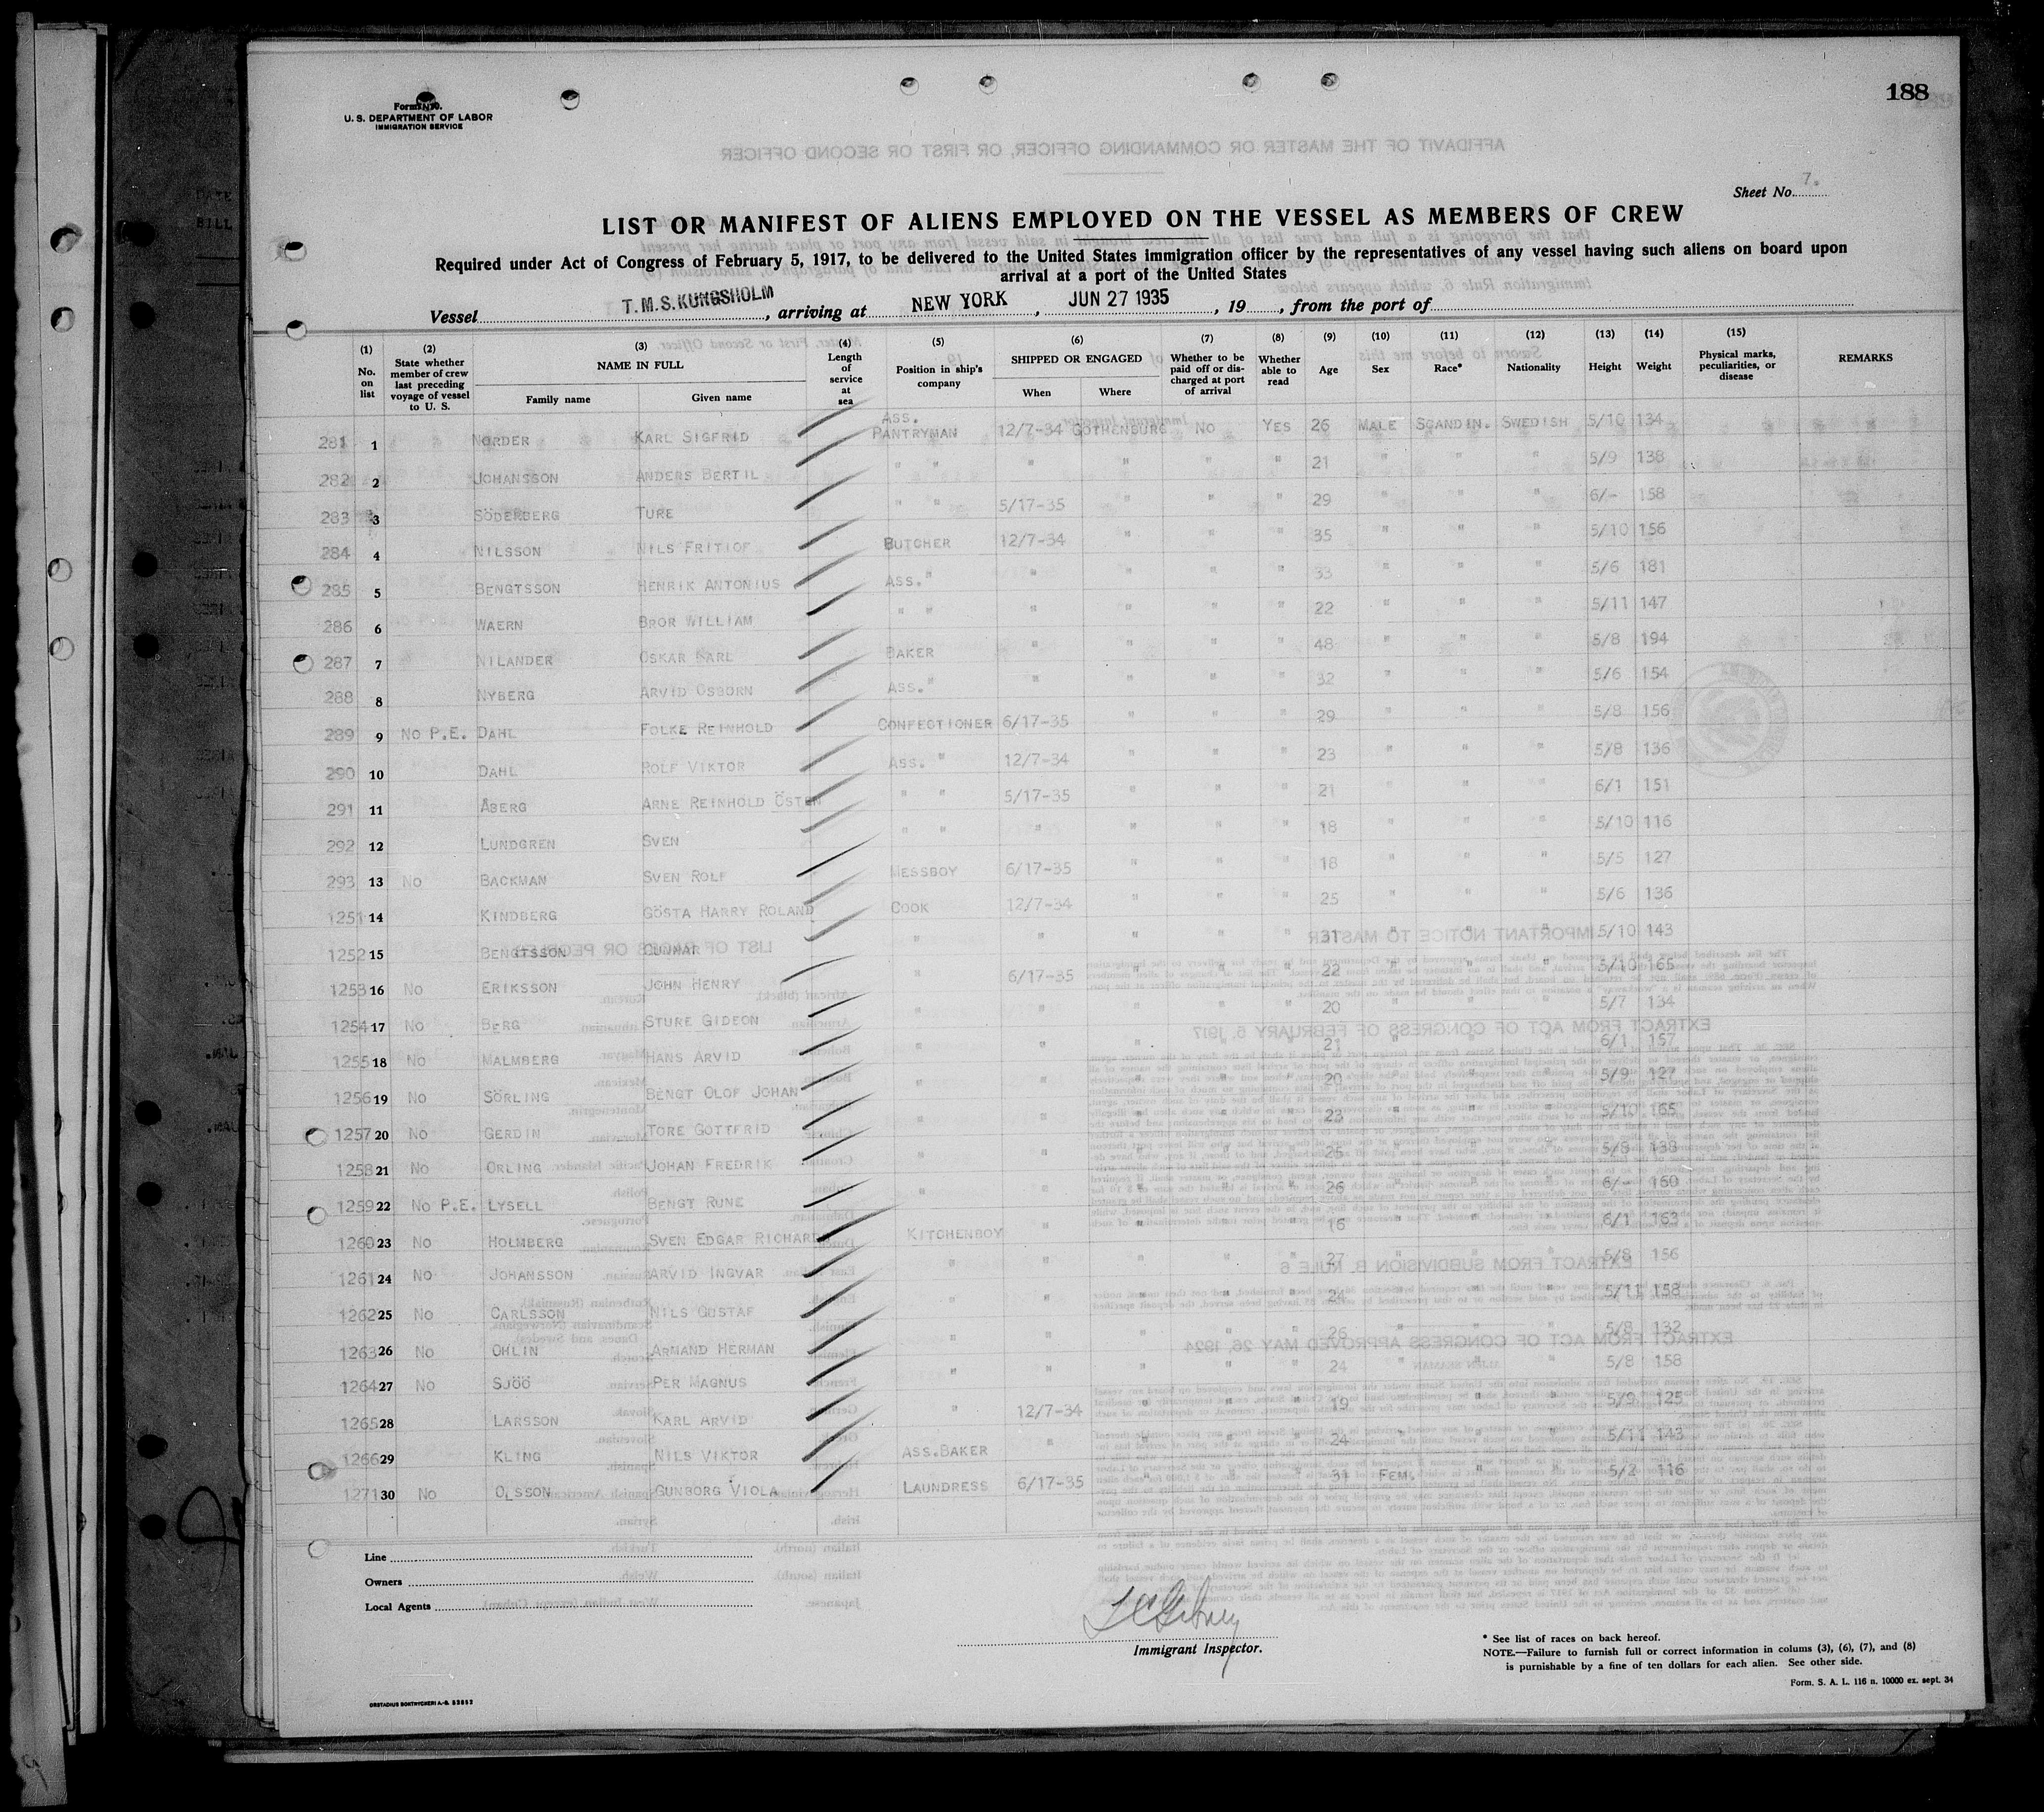 188
Form 
U. S. DEPARTMENT OF LABOR
IMMIGRATION SERVICE
Sheet No. 7.
LIST OR MANIFEST OF ALIENS EMPLOYED ON THE VESSEL AS MEMBERS OF CREW
Required under Act of Congress of February 5, 1917, to be delivered to the United States immigration officer by the representatives of any vessel having such aliens on board upon
arrival at a port of the United States
Vessel T.M.S. KUNGSHOLM, arriving at NEW YORK, JUN 27 1935, 19, from the port of
(1) No. on list (2) State whether member of crew last preceding voyage of vessel to U. S. (3) NAME IN FULL Family name Given name (4) Length of service at sea (5) Position in ship's company (6) SHIPPED OR ENGAGED When Where (7) Whether to be paid off or discharged at port of arrival (8) Whether able to read (9) Age (10) Sex (11) Race* (12) Nationality (13) Height (14) Weight (15) Physical marks, peculiarities, or disease REMARKS
281 1 NORDER KARL SIGFRID ASS. PANTRYMAN 12/7-34 GOTHENBURG NO YES 26 MALE SCANDIN. SWEDISH 5/10 134
282 2 JOHANSSON ANDERS BERTIL " " " " " " 21 " " " 5/9 138
283 3 SÖDERBERG TURE " " 5/17-35 " " " 29 " " " 6/- 158
284 4 NILSSON NILS FRITIOF BUTCHER 12/7-34 " " " 35 " " " 5/10 156
285 5 BENGTSSON HENRIK ANTONIUS ASS. " " " " " 33 " " " 5/6 181
286 6 WAERN BROR WILLIAM " " " " " " 22 " " " 5/11 147
287 7 NILANDER OSKAR KARL BAKER " " " " 48 " " " 5/8 194
288 8 NYBERG ARVID OSBORN ASS. " " " " " 32 " " " 5/6 154
289 9 NO P.E. DAHL FOLKE REINHOLD CONFECTIONER 6/17-35 " " " 29 " " " 5/8 156
290 10 DAHL ROLF VIKTOR ASS. " 12/7-34 " " " 23 " " " 5/8 136
291 11 ÅBERG ARNE REINHOLD ÖSTEN " " 5/17-35 " " " 21 " " " 6/1 151
292 12 LUNDGREN SVEN " " " " " " 18 " " " 5/10 116
293 13 NO BACKMAN SVEN ROLF MESSBOY 6/17-35 " " " 18 " " " 5/5 127
1251 14 KINDBERG GÖSTA HARRY ROLAND COOK 12/7-34 " " " 25 " " " 5/6 136
1252 15 BENGTSSON GUNNAR " " " " " 31 " " " 5/10 143
1253 16 NO ERIKSSON JOHN HENRY " 6/17-35 " " " 22 " " " 5/10 165
1254 17 NO BERG STURE GIDEON " " " " " 20 " " " 5/7 134
1255 18 NO MALMBERG HANS ARVID " " " " " 21 " " " 6/1 157
1256 19 NO SÖRLING BENGT OLOF JOHAN " " " " " 20 " " " 5/9 127
1257 20 NO GERDIN TORE GOTTFRID " " " " " 23 " " " 5/10 165
1258 21 NO ORLING JOHAN FREDRIK " " " " " 25 " " " 5/8 138
1259 22 NO P.E. LYSELL BENGT RUNE " " " " " 26 " " " 6/- 160
1260 23 NO HOLMBERG SVEN EDGAR RICHARD KITCHENBOY " " " " 16 " " " 6/1 163
1261 24 NO JOHANSSON ARVID INGVAR " " " " " 27 " " " 5/8 156
1262 25 NO CARLSSON NILS GUSTAF " " " " " 24 " " " 5/11 158
1263 26 NO OHLIN ARMAND HERMAN " " " " " 26 " " " 5/8 132
1264 27 NO SJÖÖ PER MAGNUS " " " " " 24 " " " 5/8 158
1265 28 LARSSON KARL ARVID " 12/7-34 " " " 19 " " " 5/9 125
1266 29 KLING NILS VIKTOR ASS. BAKER " " " " 24 " " " 5/11 143
1271 30 NO OLSSON GUNBORG VIOLA LAUNDRESS 6/17-35 " " " 31 FEM. " " 5/2 116
Line
Owners
Local Agents
Immigrant Inspector.
* See list of races on back hereof.
NOTE.—Failure to furnish full or correct information in colums (3), (6), (7), and (8)
is punishable by a fine of ten dollars for each alien. See other side.
Form. S. A. L. 116 n. 10000 ex. sept. 34